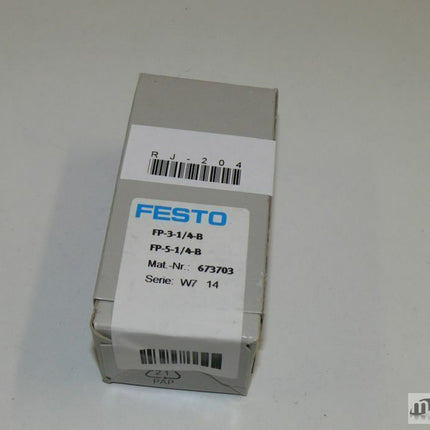 RJ-204
FESTO
FP-3-1/4-B
FP-5-1/4-B
Mat.-Nr.: 673703
Serie: W7 14
21
PAP